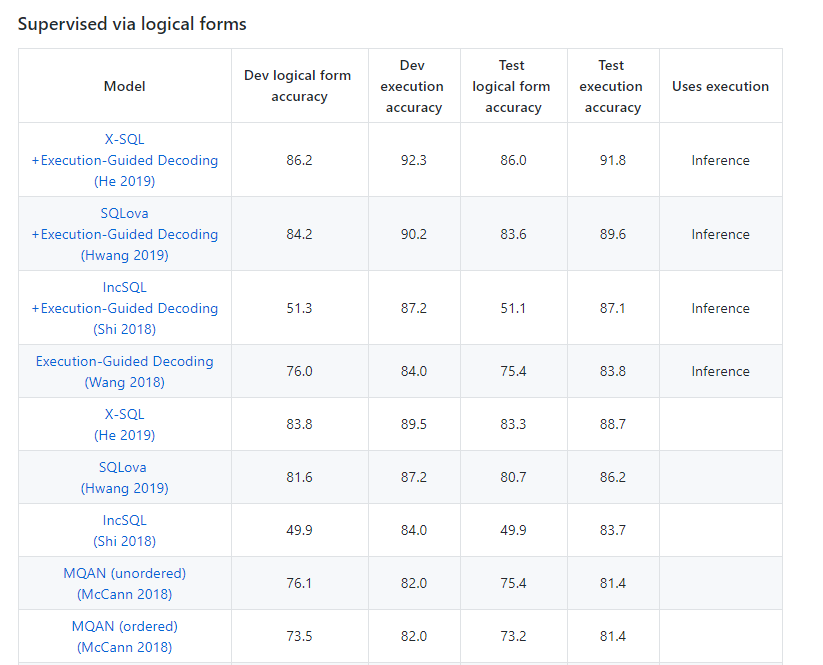 Supervised via logical forms
Model
Dev logical form
accuracy
Dev
execution
accuracy
Test
logical form
accuracy
Test
execution
accuracy
Uses execution
X-SQL
+Execution-Guided Decoding
(He 2019)
86.2
92.3
86.0
91.8
Inference
SQLova
+Execution-Guided Decoding
(Hwang 2019)
84.2
90.2
83.6
89.6
Inference
IncSQL
+Execution-Guided Decoding
(Shi 2018)
51.3
87.2
51.1
87.1
Inference
Execution-Guided Decoding
(Wang 2018)
76.0
84.0
75.4
83.8
Inference
X-SQL
(He 2019)
83.8
89.5
83.3
88.7
SQLova
(Hwang 2019)
81.6
87.2
80.7
86.2
IncSQL
(Shi 2018)
49.9
84.0
49.9
83.7
MQAN (unordered)
(McCann 2018)
76.1
82.0
75.4
81.4
MQAN (ordered)
(McCann 2018)
73.5
82.0
73.2
81.4